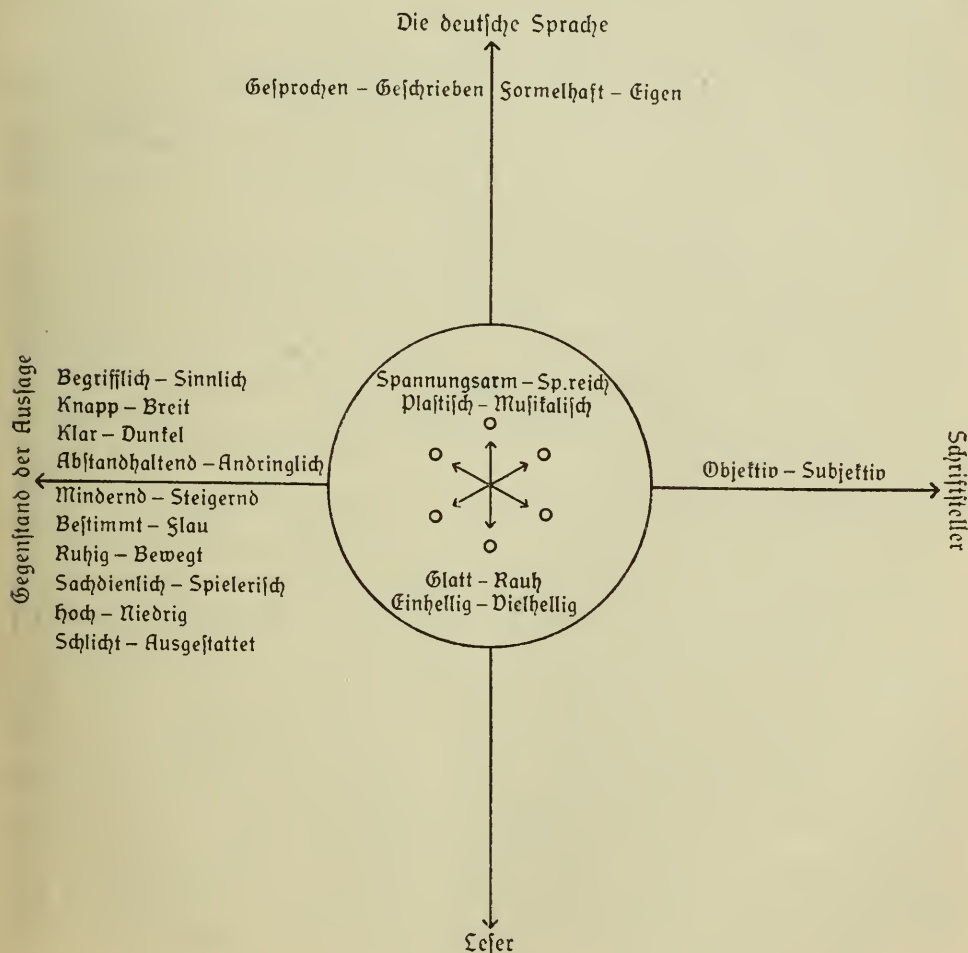 Die deutſche Sprache
Geſprochen – Geſchrieben Formelhaft – Eigen
Gegenſtand der Ausſage
Begrifflich – Sinnlich
Knapp – Breit
Klar – Dunkel
Abſtandhaltend – Andringlich
Mindernd – Steigernd
Beſtimmt – Flau
Ruhig – Bewegt
Sachdienlich – Spieleriſch
Hoch – Niedrig
Schlicht – Ausgeſtattet
Spannungsarm – Sp.reich
Plaſtiſch – Muſikaliſch
Glatt – Rauh
Einhellig – Vielhellig
Objektiv – Subjektiv
Schriftſteller
Leſer